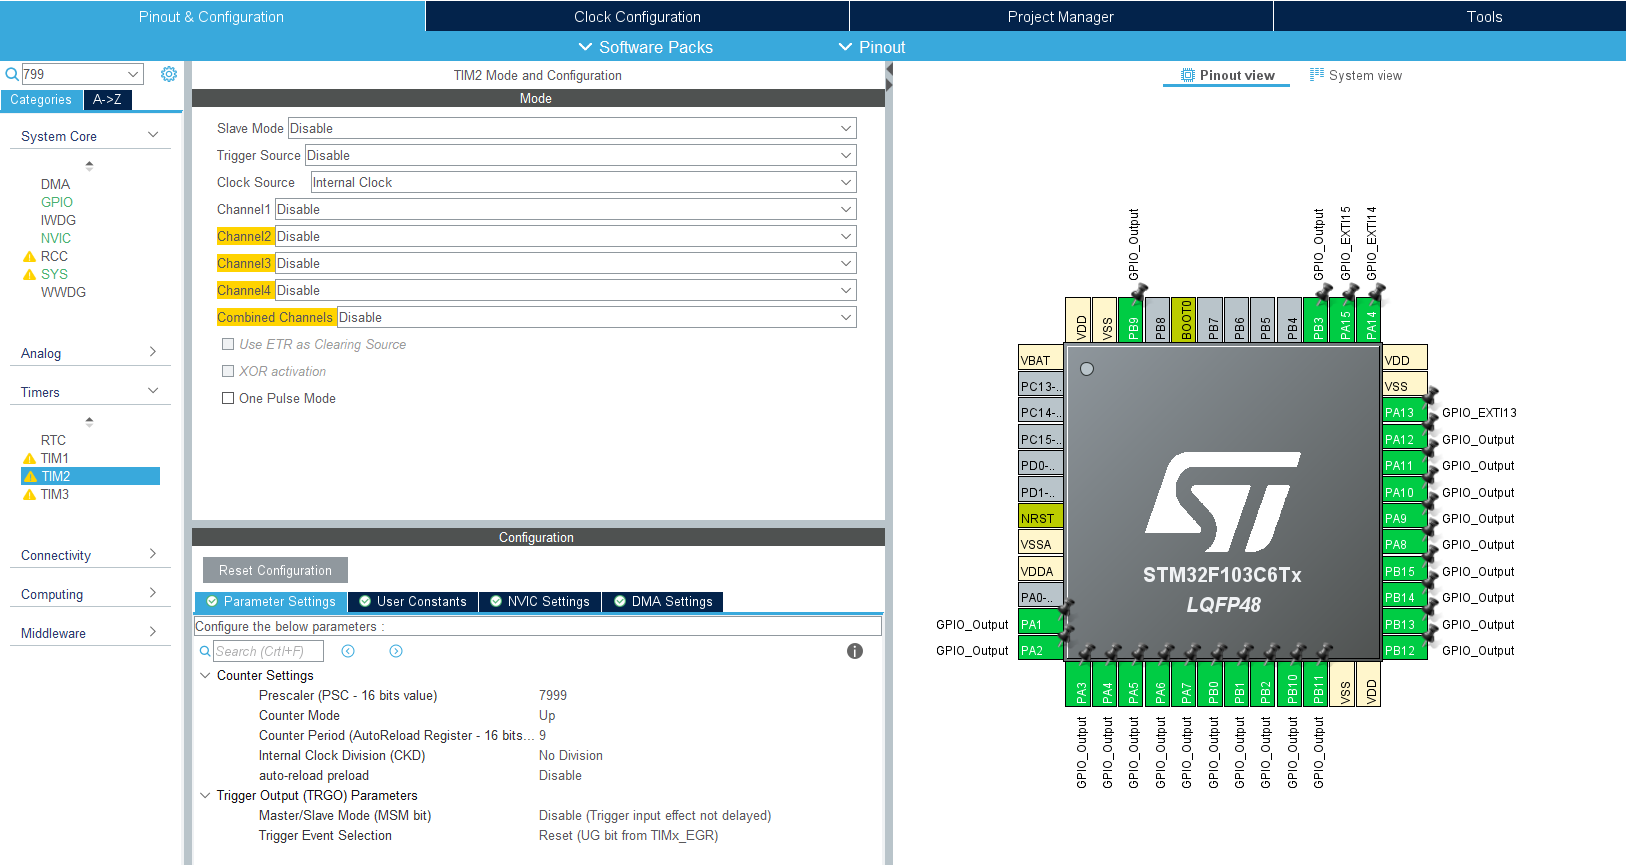 Pinout & Configuration
Clock Configuration
Project Manager
Tools
Software Packs
Pinout
799
Categories
A->Z
System Core
DMA
GPIO
IWDG
NVIC
RCC
SYS
WWDG
Analog
Timers
RTC
TIM1
TIM2
TIM3
Connectivity
Computing
Middleware
TIM2 Mode and Configuration
Mode
Slave Mode Disable
Trigger Source Disable
Clock Source Internal Clock
Channel1 Disable
Channel2 Disable
Channel3 Disable
Channel4 Disable
Combined Channels Disable
Use ETR as Clearing Source
XOR activation
One Pulse Mode
Configuration
Reset Configuration
Parameter Settings
User Constants
NVIC Settings
DMA Settings
Configure the below parameters :
Search (Crtl+F)
Counter Settings
Prescaler (PSC - 16 bits value) 7999
Counter Mode Up
Counter Period (AutoReload Register - 16 bits... 9
Internal Clock Division (CKD) No Division
auto-reload preload Disable
Trigger Output (TRGO) Parameters
Master/Slave Mode (MSM bit) Disable (Trigger input effect not delayed)
Trigger Event Selection Reset (UG bit from TIMx_EGR)
Pinout view
System view
GPIO_Output
GPIO_Output
GPIO_EXTI15
GPIO_EXTI14
VDD
VSS
PB9
PB8
BOOT0
PB7
PB6
PB5
PB4
PB3
PA15
PA14
VBAT
PC13-..
PC14-..
PC15-..
PD0-..
PD1-..
NRST
VSSA
VDDA
PA0-..
GPIO_Output PA1
GPIO_Output PA2
STM32F103C6Tx
LQFP48
VDD
VSS
PA13 GPIO_EXTI13
PA12 GPIO_Output
PA11 GPIO_Output
PA10 GPIO_Output
PA9 GPIO_Output
PA8 GPIO_Output
PB15 GPIO_Output
PB14 GPIO_Output
PB13 GPIO_Output
PB12 GPIO_Output
PA3
PA4
PA5
PA6
PA7
PB0
PB1
PB2
PB10
PB11
VSS
VDD
GPIO_Output
GPIO_Output
GPIO_Output
GPIO_Output
GPIO_Output
GPIO_Output
GPIO_Output
GPIO_Output
GPIO_Output
GPIO_Output